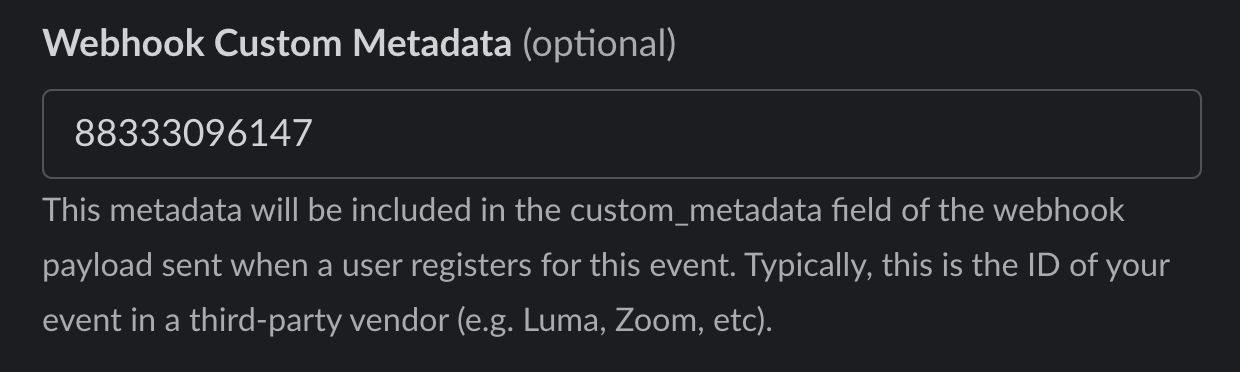 Webhook Custom Metadata (optional)
88333096147
This metadata will be included in the custom_metadata field of the webhook
payload sent when a user registers for this event. Typically, this is the ID of your
event in a third-party vendor (e.g. Luma, Zoom, etc).